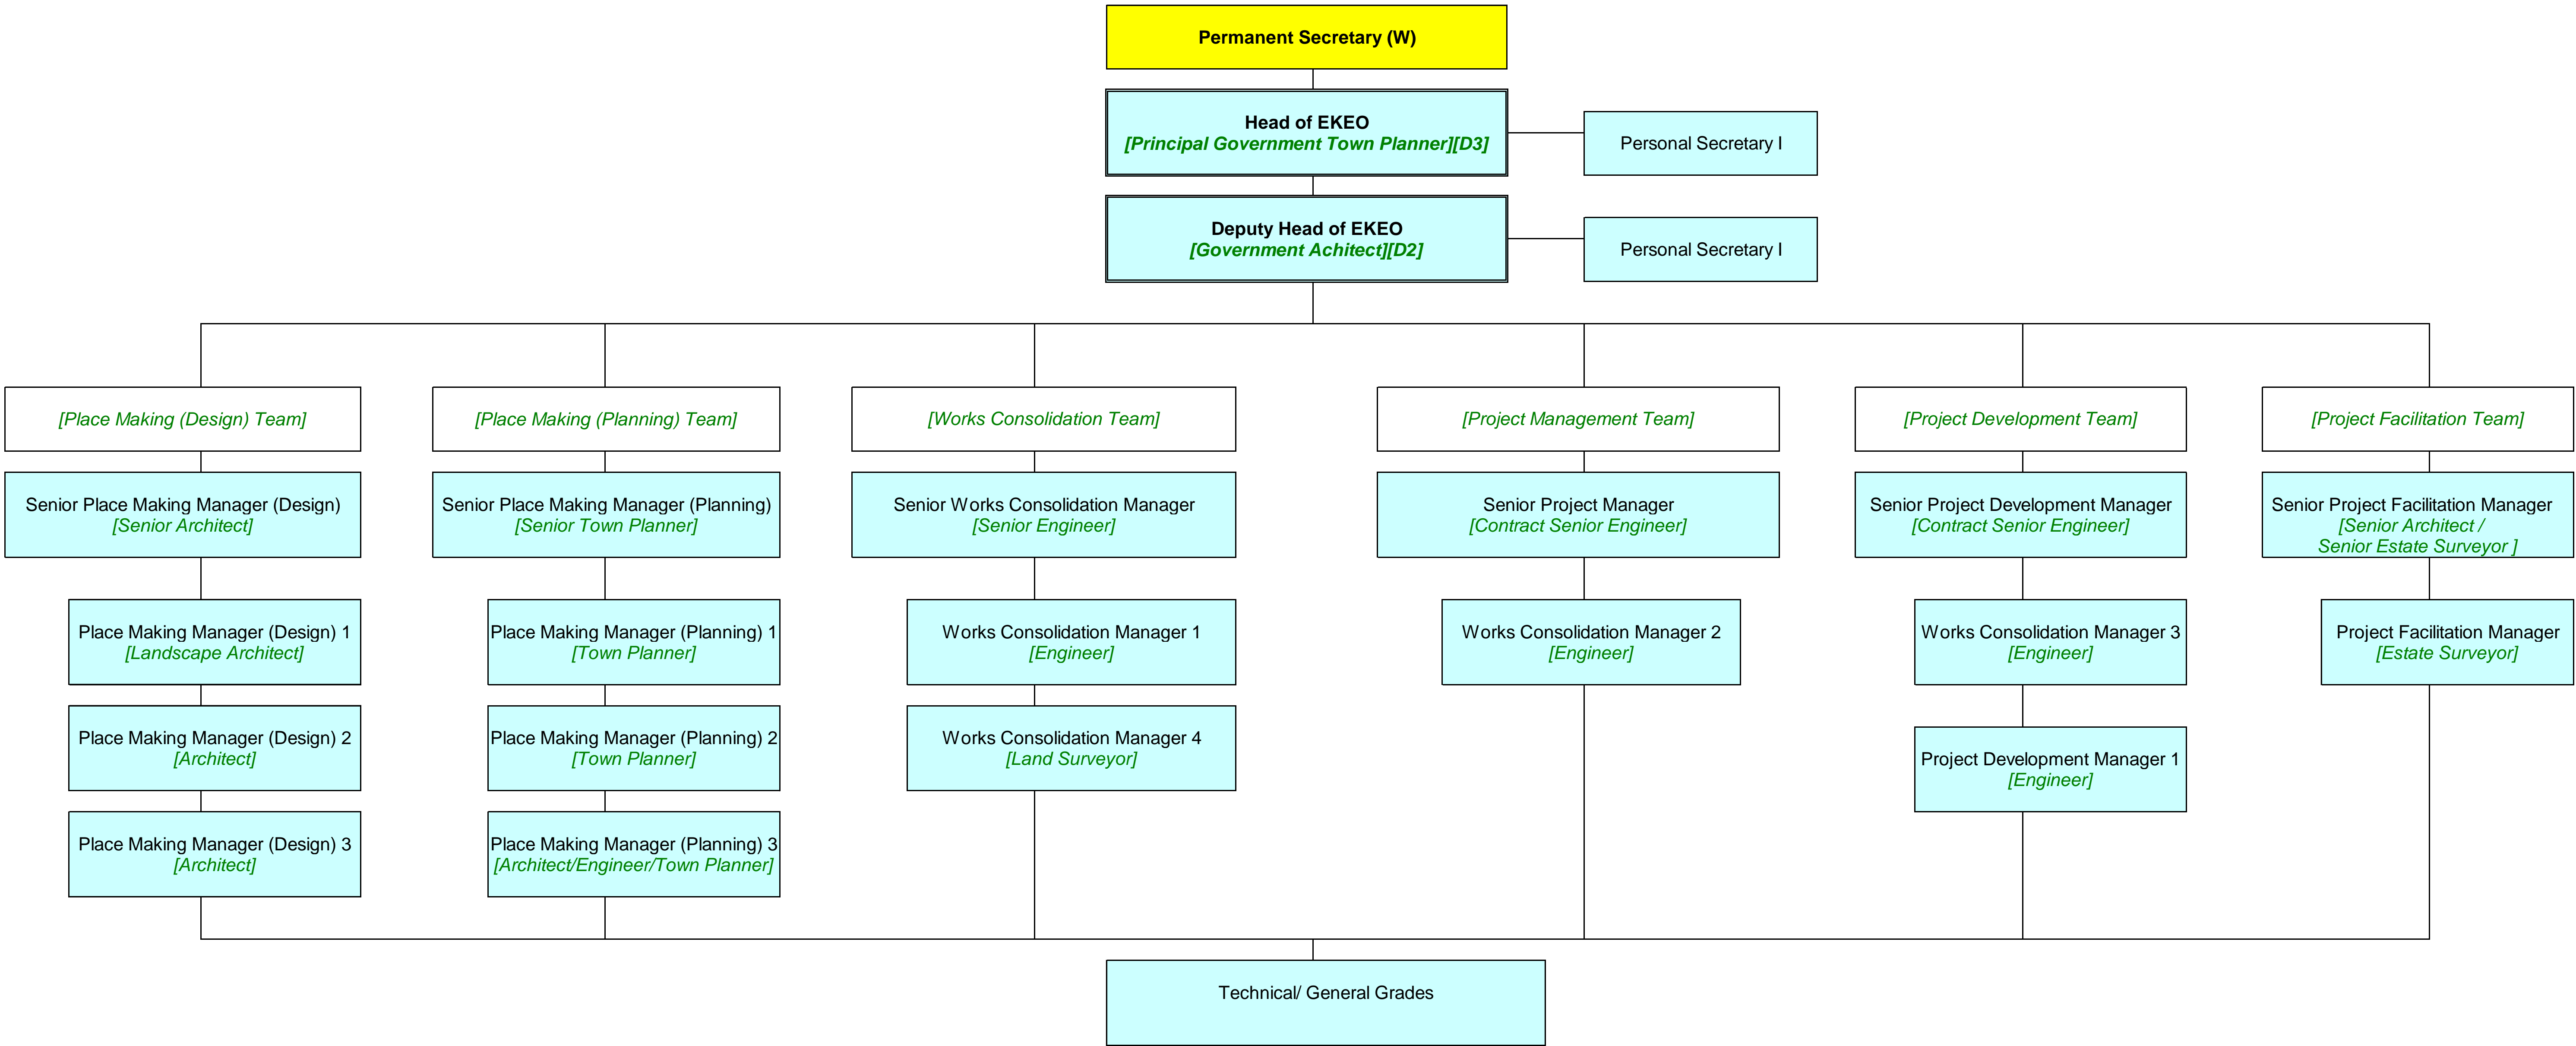 Permanent Secretary (W)
Head of EKEO
[Principal Government Town Planner][D3]
Personal Secretary I
Deputy Head of EKEO
[Government Achitect][D2]
Personal Secretary I
[Place Making (Design) Team]
[Place Making (Planning) Team]
[Works Consolidation Team]
[Project Management Team]
[Project Development Team]
[Project Facilitation Team]
Senior Place Making Manager (Design)
[Senior Architect]
Senior Place Making Manager (Planning)
[Senior Town Planner]
Senior Works Consolidation Manager
[Senior Engineer]
Senior Project Manager
[Contract Senior Engineer]
Senior Project Development Manager
[Contract Senior Engineer]
Senior Project Facilitation Manager
[Senior Architect /
Senior Estate Surveyor ]
Place Making Manager (Design) 1
[Landscape Architect]
Place Making Manager (Planning) 1
[Town Planner]
Works Consolidation Manager 1
[Engineer]
Works Consolidation Manager 2
[Engineer]
Works Consolidation Manager 3
[Engineer]
Project Facilitation Manager
[Estate Surveyor]
Place Making Manager (Design) 2
[Architect]
Place Making Manager (Planning) 2
[Town Planner]
Works Consolidation Manager 4
[Land Surveyor]
Project Development Manager 1
[Engineer]
Place Making Manager (Design) 3
[Architect]
Place Making Manager (Planning) 3
[Architect/Engineer/Town Planner]
Technical/ General Grades